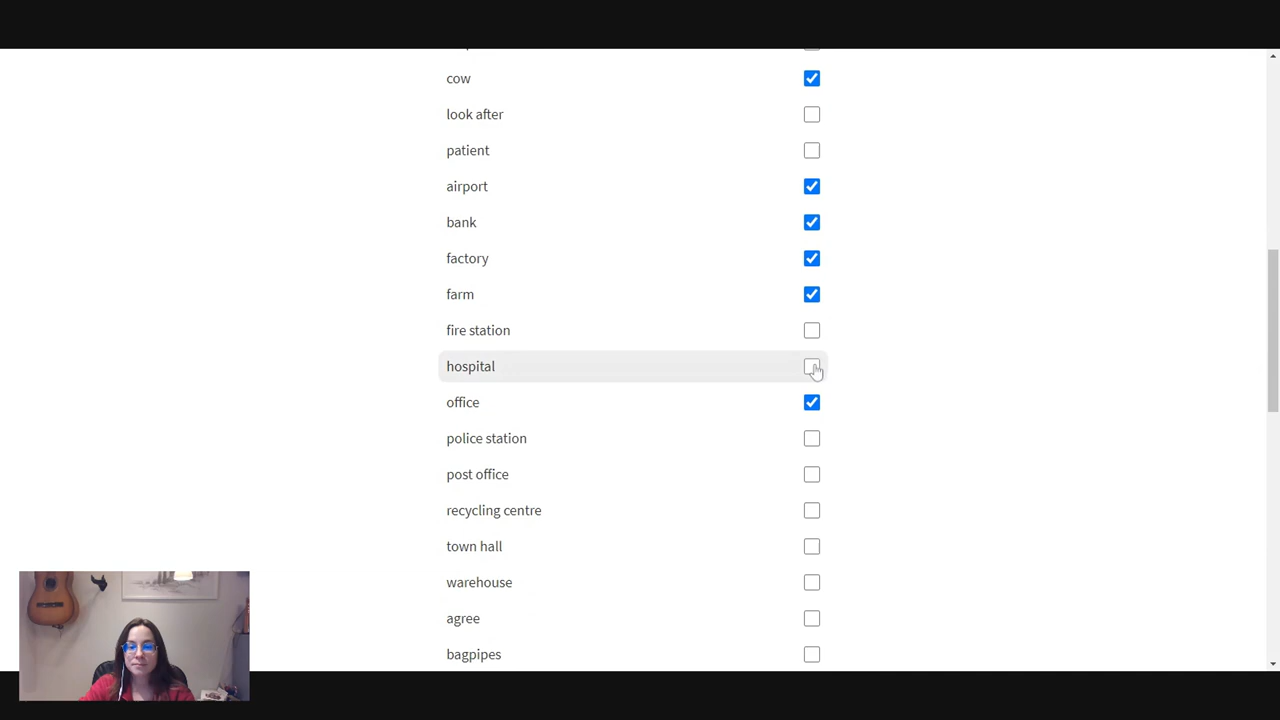 cow
look after
patient
airport
bank
factory
farm
fire station
hospital
office
police station
post office
recycling centre
town hall
warehouse
agree
bagpipes